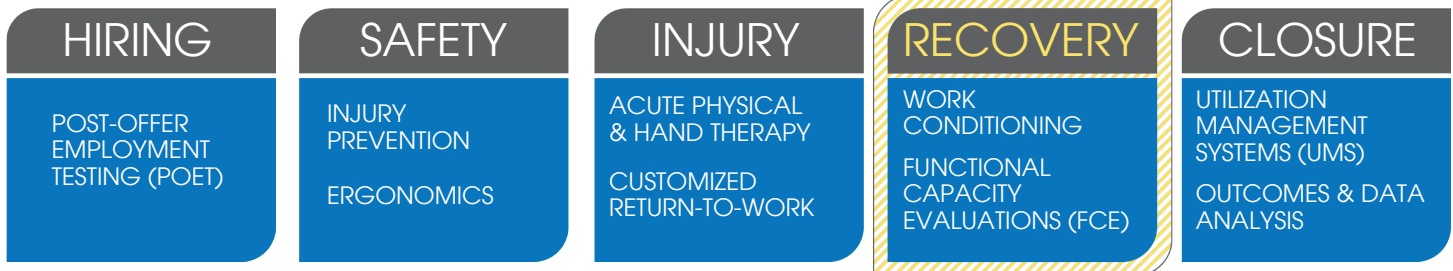 HIRING
POST-OFFER
EMPLOYMENT
TESTING (POET)
SAFETY
INJURY
PREVENTION
ERGONOMICS
INJURY
ACUTE PHYSICAL
& HAND THERAPY
CUSTOMIZED
RETURN-TO-WORK
RECOVERY
WORK
CONDITIONING
FUNCTIONAL
CAPACITY
EVALUATIONS (FCE)
CLOSURE
UTILIZATION
MANAGEMENT
SYSTEMS (UMS)
OUTCOMES & DATA
ANALYSIS